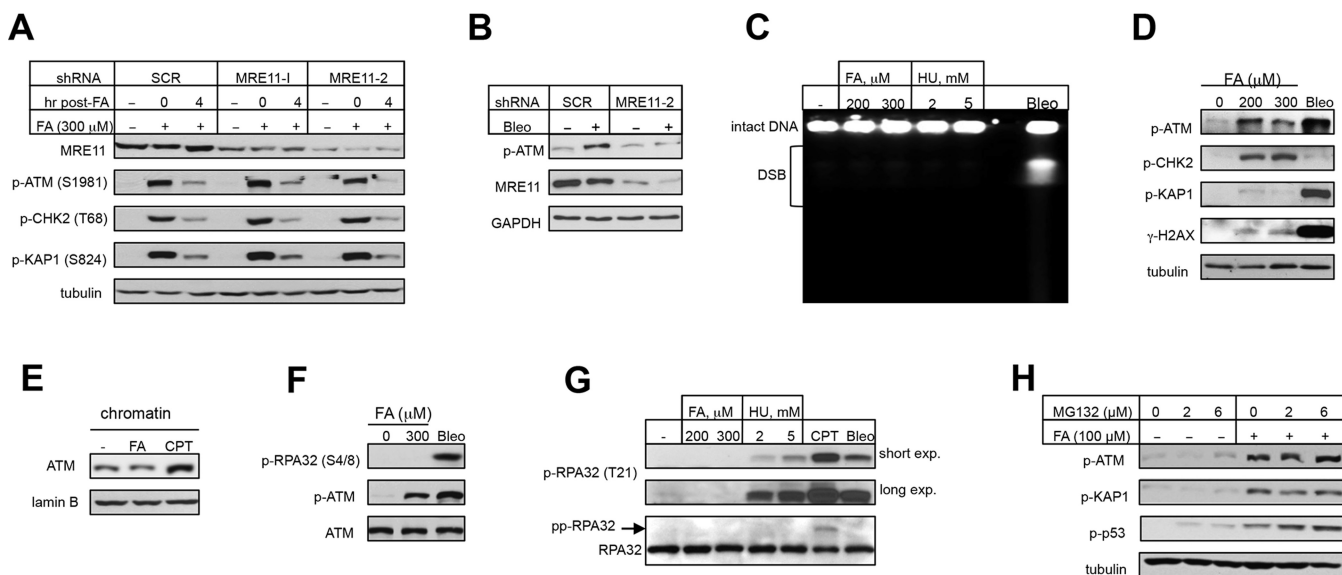 A
shRNA SCR MRE11-I MRE11-2
hr post-FA – 0 4 – 0 4 – 0 4
FA (300 μM) – + + – + + – + +
MRE11
p-ATM (S1981)
p-CHK2 (T68)
p-KAP1 (S824)
tubulin
B
shRNA SCR MRE11-2
Bleo – + – +
p-ATM
MRE11
GAPDH
C
FA, μM HU, mM
- 200 300 2 5 Bleo
intact DNA
DSB
D
FA (μM)
0 200 300 Bleo
p-ATM
p-CHK2
p-KAP1
γ-H2AX
tubulin
E
chromatin
- FA CPT
ATM
lamin B
F
FA (μM)
0 300 Bleo
p-RPA32 (S4/8)
p-ATM
ATM
G
FA, μM HU, mM
- 200 300 2 5 CPT Bleo
p-RPA32 (T21)
short exp.
long exp.
pp-RPA32
RPA32
H
MG132 (μM) 0 2 6 0 2 6
FA (100 μM) – – – + + +
p-ATM
p-KAP1
p-p53
tubulin